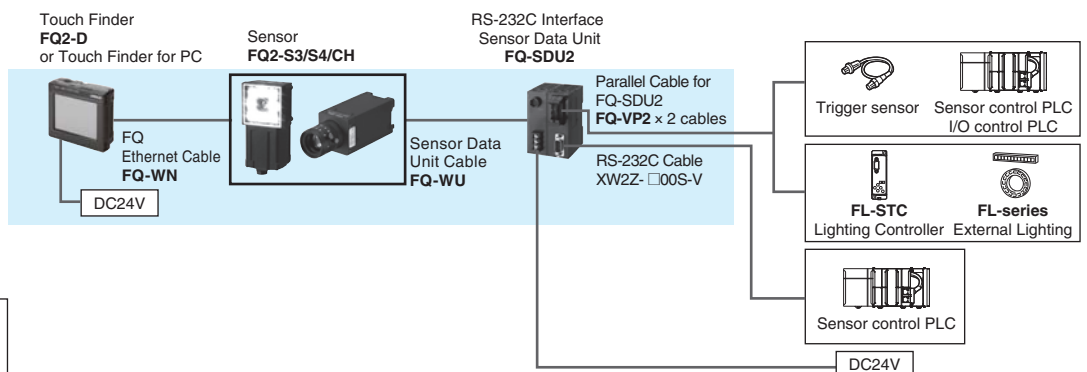 Touch Finder
FQ2-D
or Touch Finder for PC
Sensor
FQ2-S3/S4/CH
RS-232C Interface
Sensor Data Unit
FQ-SDU2
FQ
Ethernet Cable
FQ-WN
DC24V
Sensor Data
Unit Cable
FQ-WU
Parallel Cable for
FQ-SDU2
FQ-VP2 × 2 cables
RS-232C Cable
XW2Z- □00S-V
Trigger sensor
Sensor control PLC
I/O control PLC
FL-STC
Lighting Controller
FL-series
External Lighting
Sensor control PLC
DC24V